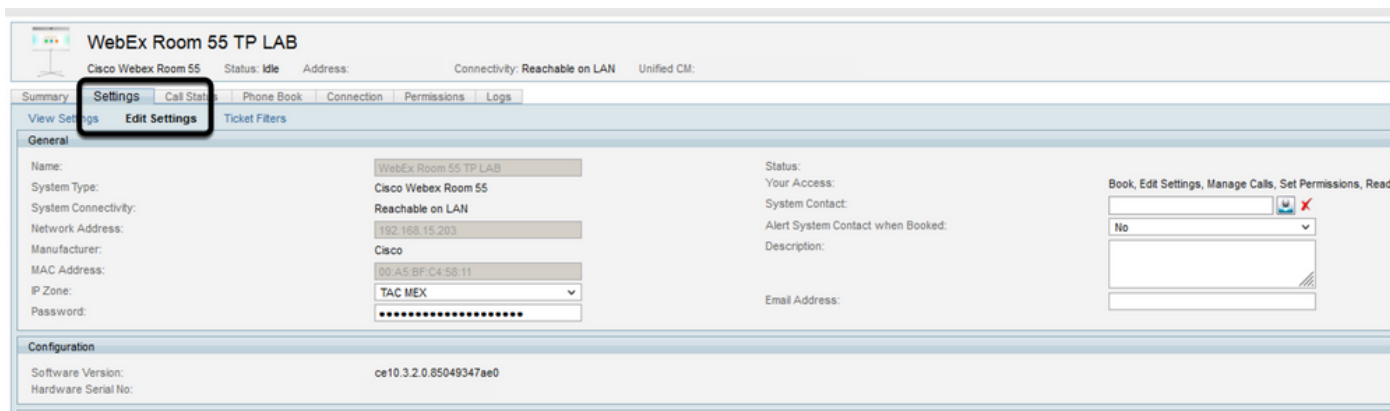 WebEx Room 55 TP LAB
Cisco Webex Room 55 Status: Idle Address: Connectivity: Reachable on LAN Unified CM:
Summary Settings Call Status Phone Book Connection Permissions Logs
View Settings Edit Settings Ticket Filters
General
Name: WebEx Room 55 TP LAB
System Type: Cisco Webex Room 55
System Connectivity: Reachable on LAN
Network Address: 192.168.15.203
Manufacturer: Cisco
MAC Address: 00:A5:BF:C4:58:11
IP Zone: TAC MEX
Password: ••••••••••••••••••••
Status:
Your Access: Book, Edit Settings, Manage Calls, Set Permissions, Read
System Contact:
Alert System Contact when Booked: No
Description:
Email Address:
Configuration
Software Version: ce10.3.2.0.85049347ae0
Hardware Serial No: